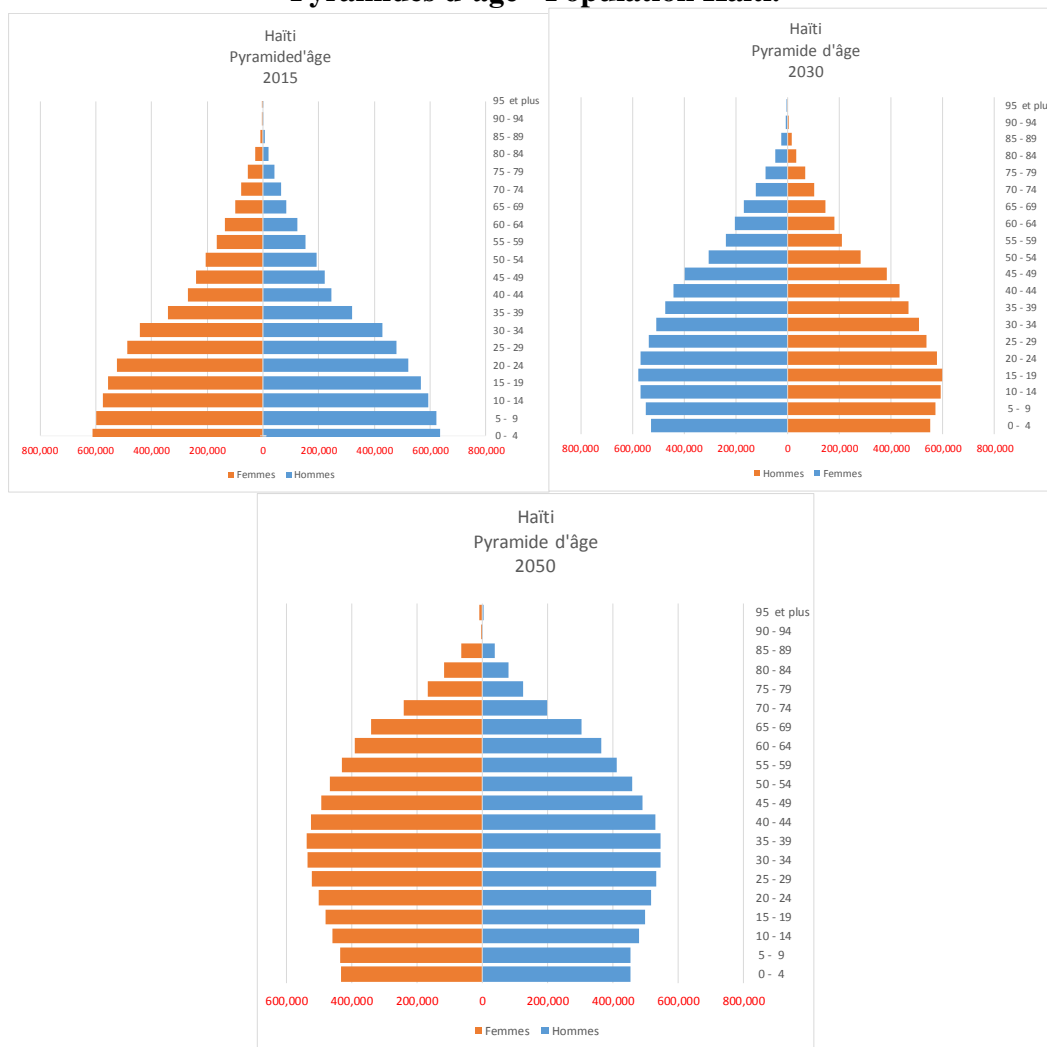 Pyramides d'âge - Population Haïti.
Haïti
Pyramided'âge
2015
95 et plus
90 - 94
85 - 89
80 - 84
75 - 79
70 - 74
65 - 69
60 - 64
55 - 59
50 - 54
45 - 49
40 - 44
35 - 39
30 - 34
25 - 29
20 - 24
15 - 19
10 - 14
5 - 9
0 - 4
800,000 600,000 400,000 200,000 0 200,000 400,000 600,000 800,000
Femmes Hommes
Haïti
Pyramide d'âge
2030
95 et plus
90 - 94
85 - 89
80 - 84
75 - 79
70 - 74
65 - 69
60 - 64
55 - 59
50 - 54
45 - 49
40 - 44
35 - 39
30 - 34
25 - 29
20 - 24
15 - 19
10 - 14
5 - 9
0 - 4
800,000 600,000 400,000 200,000 0 200,000 400,000 600,000 800,000
Hommes Femmes
Haïti
Pyramide d'âge
2050
95 et plus
90 - 94
85 - 89
80 - 84
75 - 79
70 - 74
65 - 69
60 - 64
55 - 59
50 - 54
45 - 49
40 - 44
35 - 39
30 - 34
25 - 29
20 - 24
15 - 19
10 - 14
5 - 9
0 - 4
600,000 400,000 200,000 0 200,000 400,000 600,000 800,000
Femmes Hommes